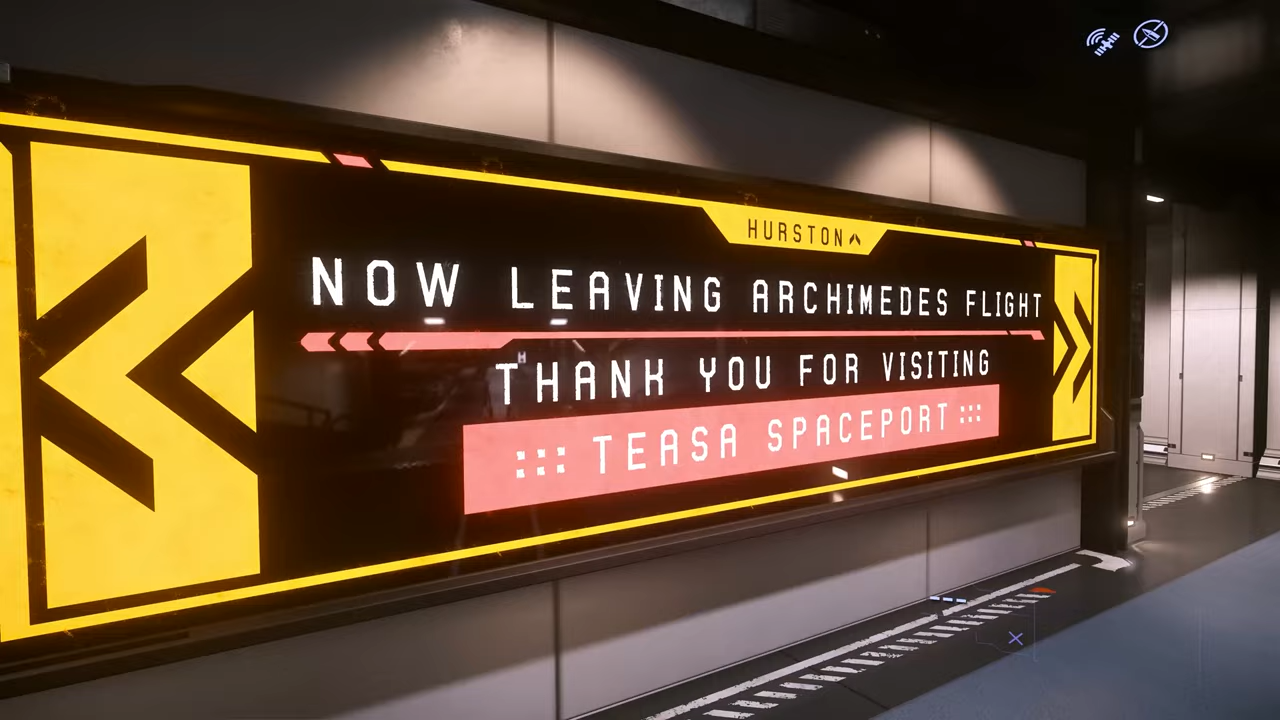 HURSTON
NOW LEAVING ARCHIMEDES FLIGHT
THANK YOU FOR VISITING
::: TEASA SPACEPORT :::